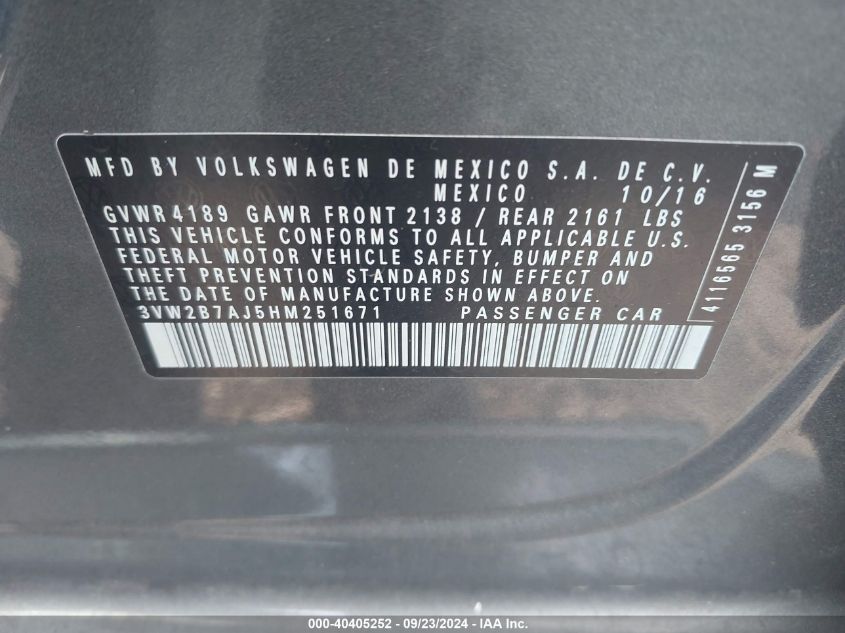 MFD BY VOLKSWAGEN DE MEXICO S.A. DE C.V.
MEXICO 10/16
GVWR 4189 GAWR FRONT 2138 / REAR 2161 LBS
THIS VEHICLE CONFORMS TO ALL APPLICABLE U.S.
FEDERAL MOTOR VEHICLE SAFETY, BUMPER AND
THEFT PREVENTION STANDARDS IN EFFECT ON
THE DATE OF MANUFACTURE SHOWN ABOVE.
3VW2B7AJ5HM251671 PASSENGER CAR
4116565 3156 M
000-40405252 - 09/23/2024 - IAA Inc.